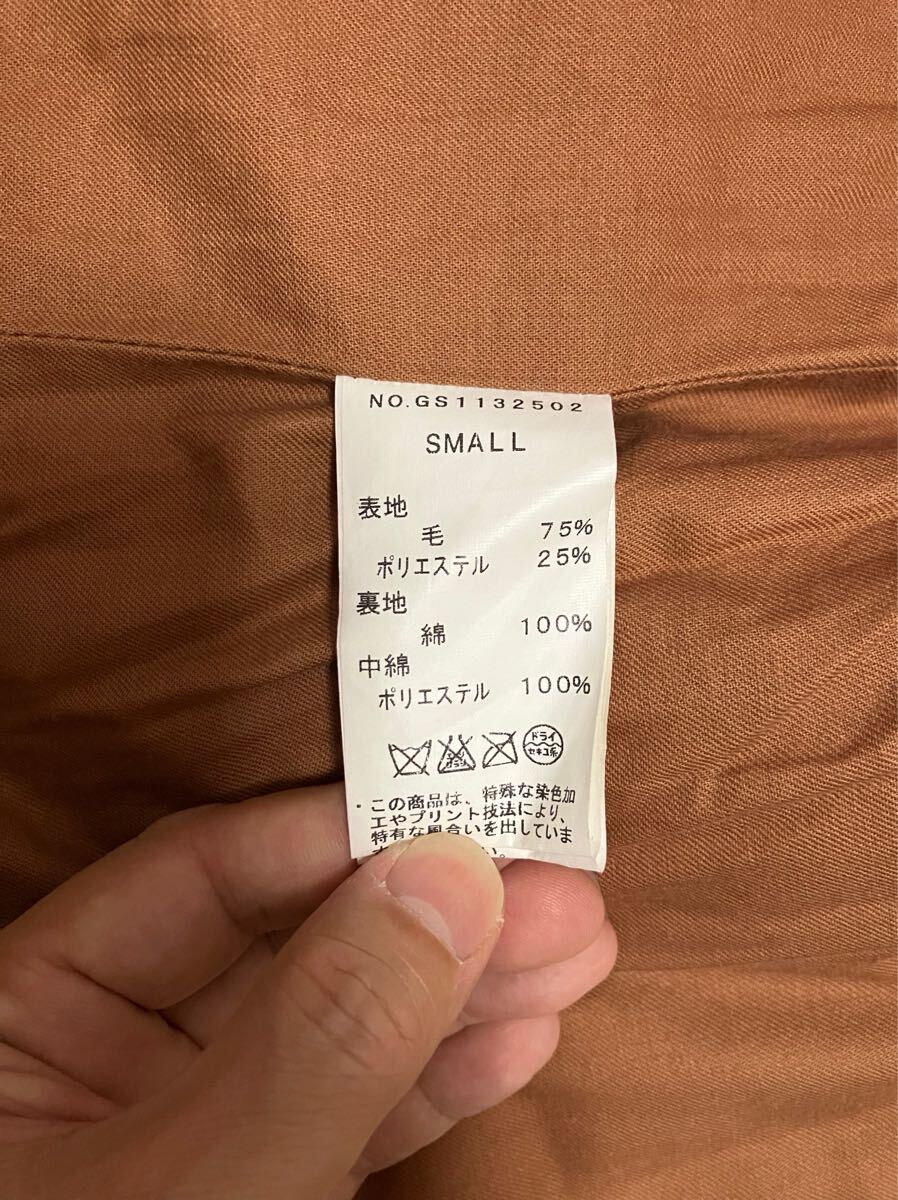 NO.GS1132502
SMALL
表地
毛 75%
ポリエステル 25%
裏地
綿 100%
中綿
ポリエステル 100%
ドライ
セキユ系
・この商品は、特殊な染色加
工やプリント技法により、
特有な風合いを出していま
い。